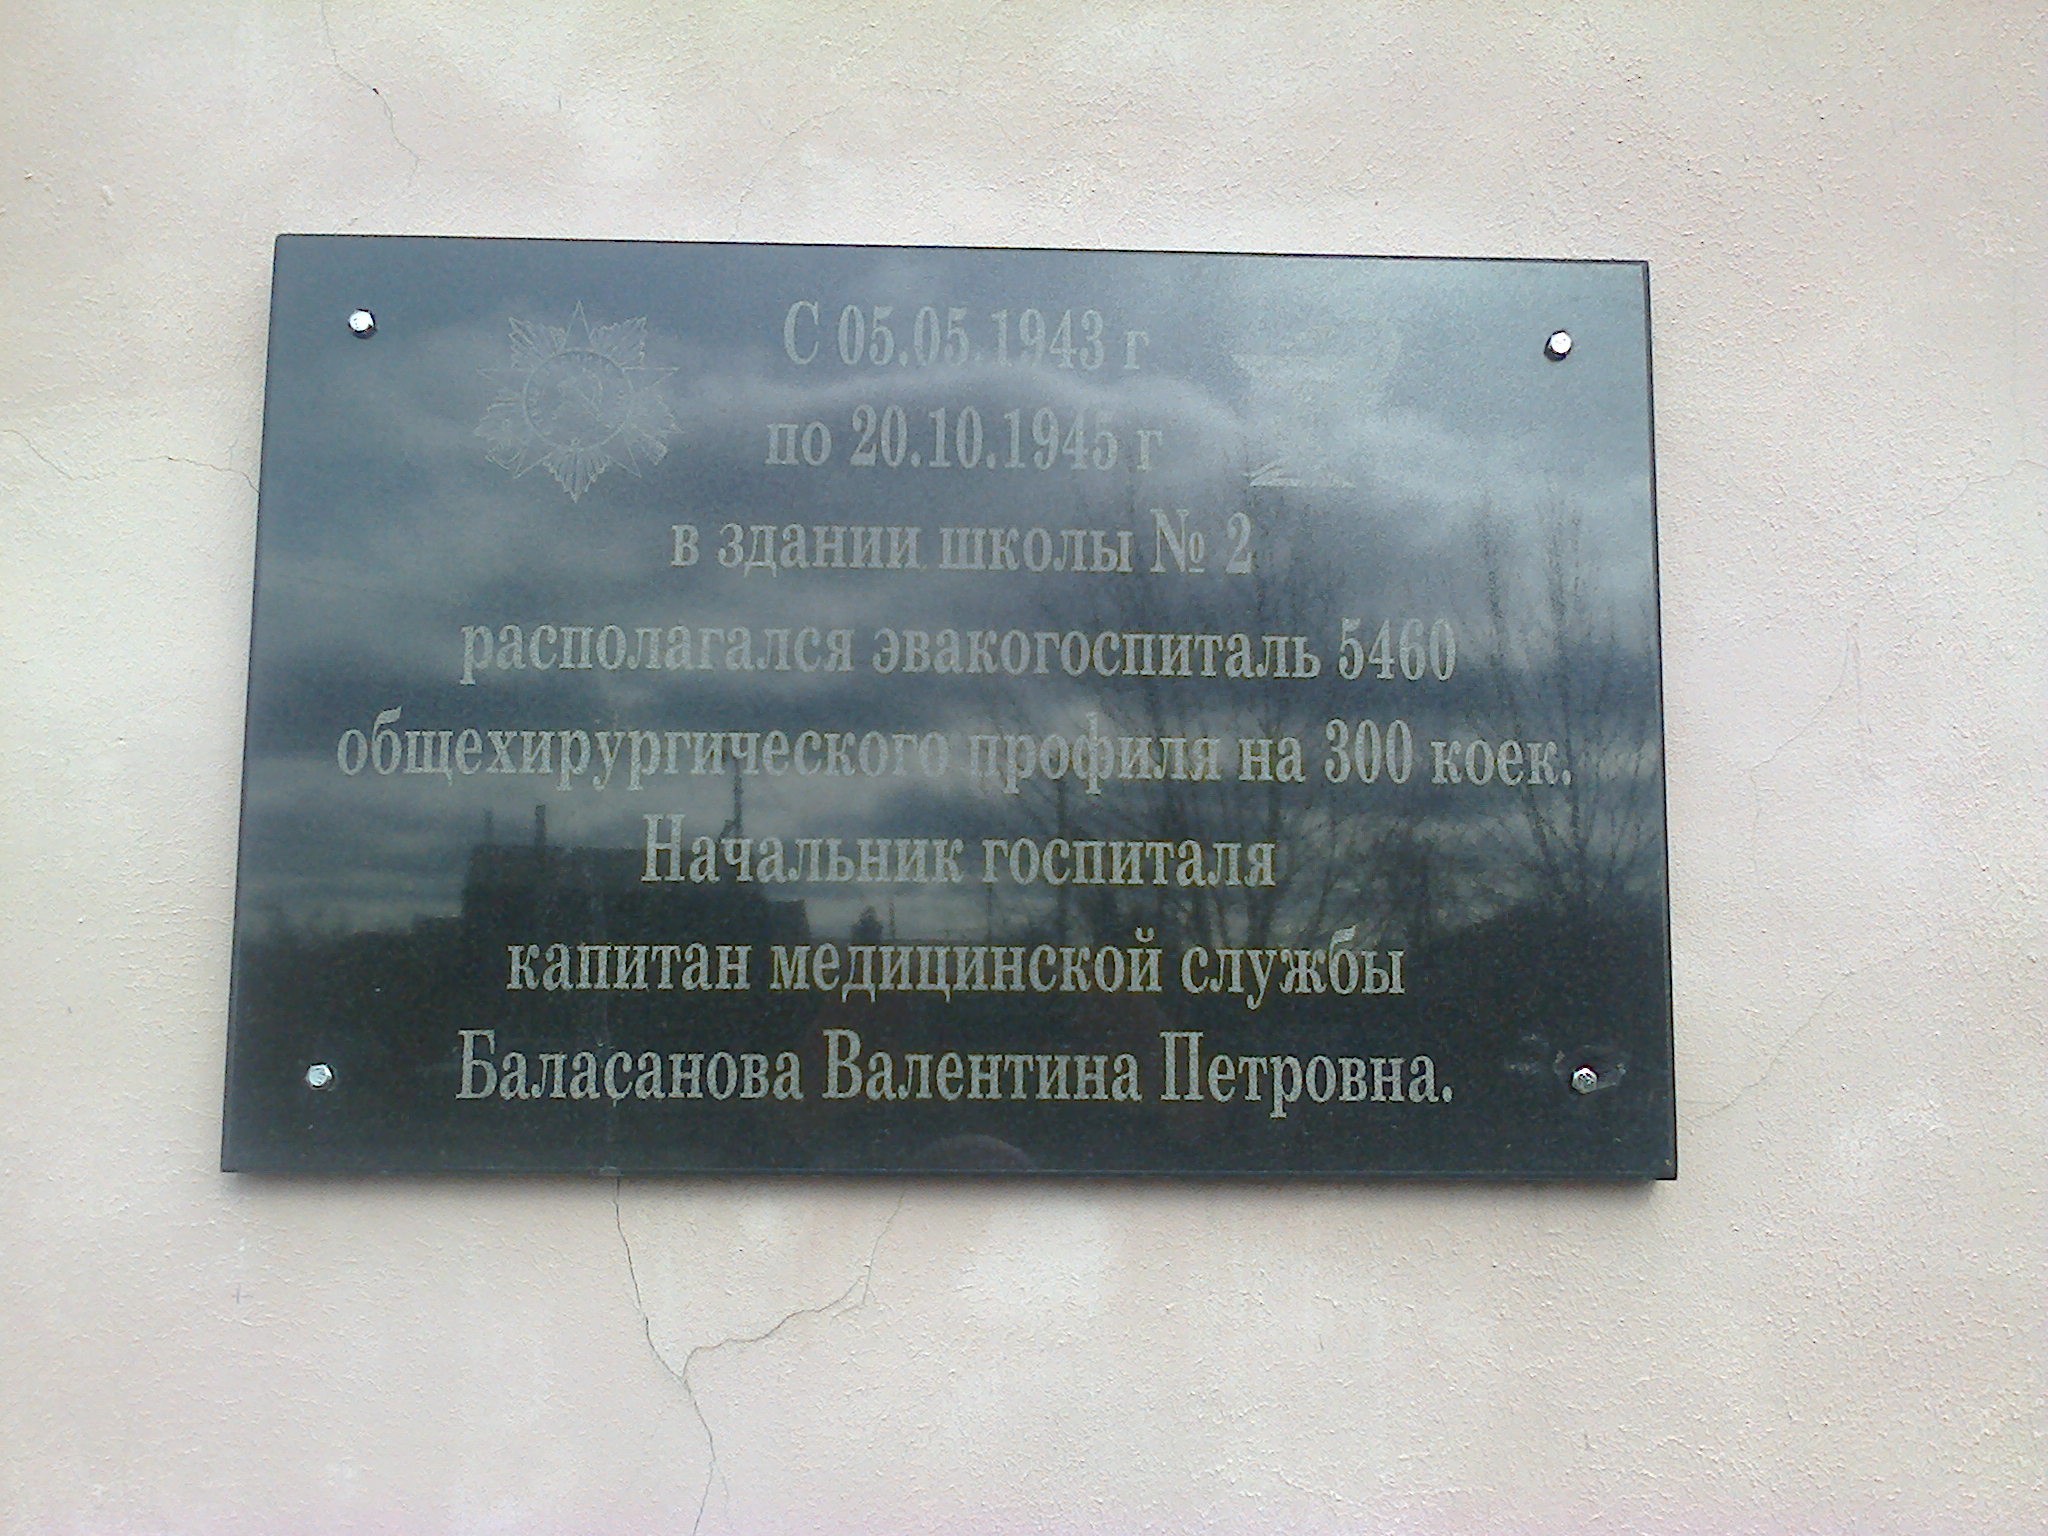 С 05.05.1943 г
по 20.10.1945 г
в здании школы № 2
располагался эвакогоспиталь 5460
общехирургического профиля на 300 коек.
Начальник госпиталя
капитан медицинской службы
Баласанова Валентина Петровна.